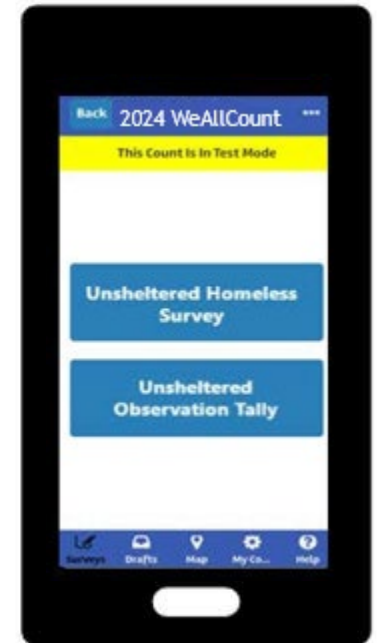 Back 2024 WeAllCount •••
This Count Is In Test Mode
Unsheltered Homeless
Survey
Unsheltered
Observation Tally
Surveys Drafts Map My Co... Help